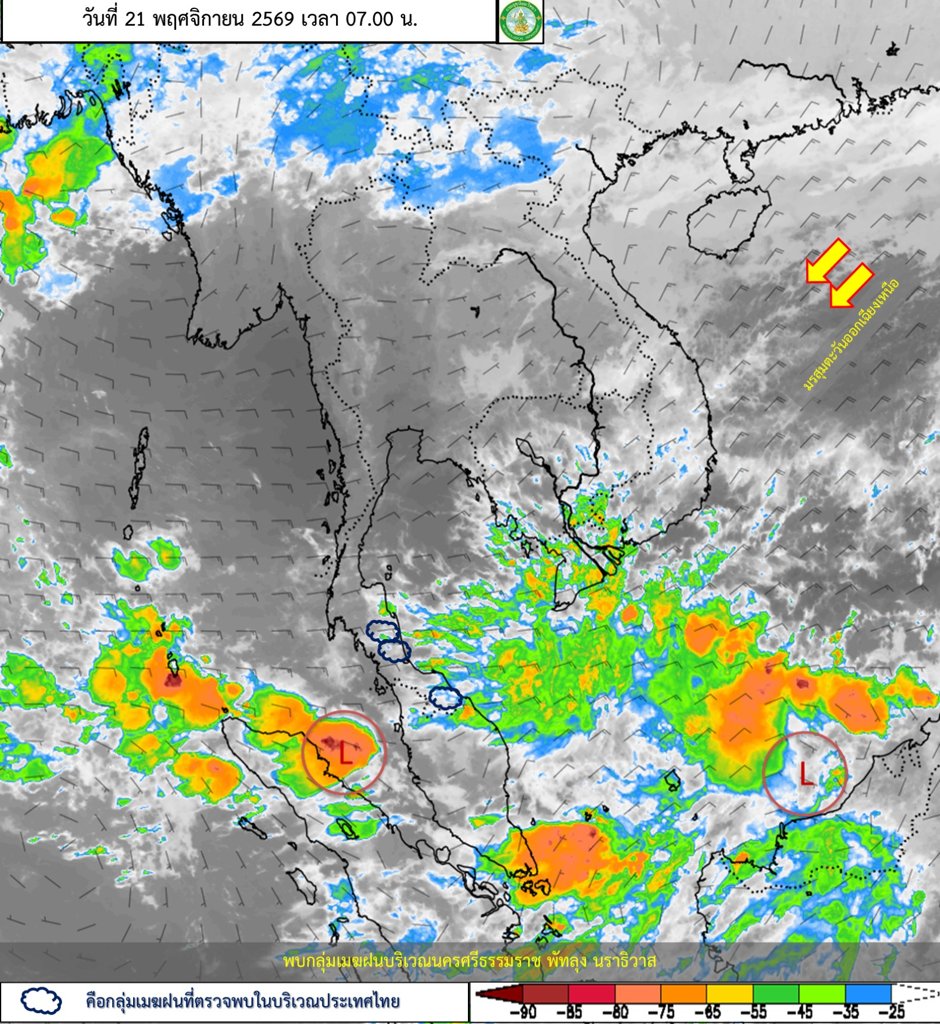 วันที่ 21 พฤศจิกายน 2569 เวลา 07.00 น.
มรสุมตะวันออกเฉียงเหนือ
L
L
พบกลุ่มเมฆฝนบริเวณนครศรีธรรมราช พัทลุง นราธิวาส
คือกลุ่มเมฆฝนที่ตรวจพบในบริเวณประเทศไทย
-90 -85 -80 -75 -65 -55 -45 -35 -25